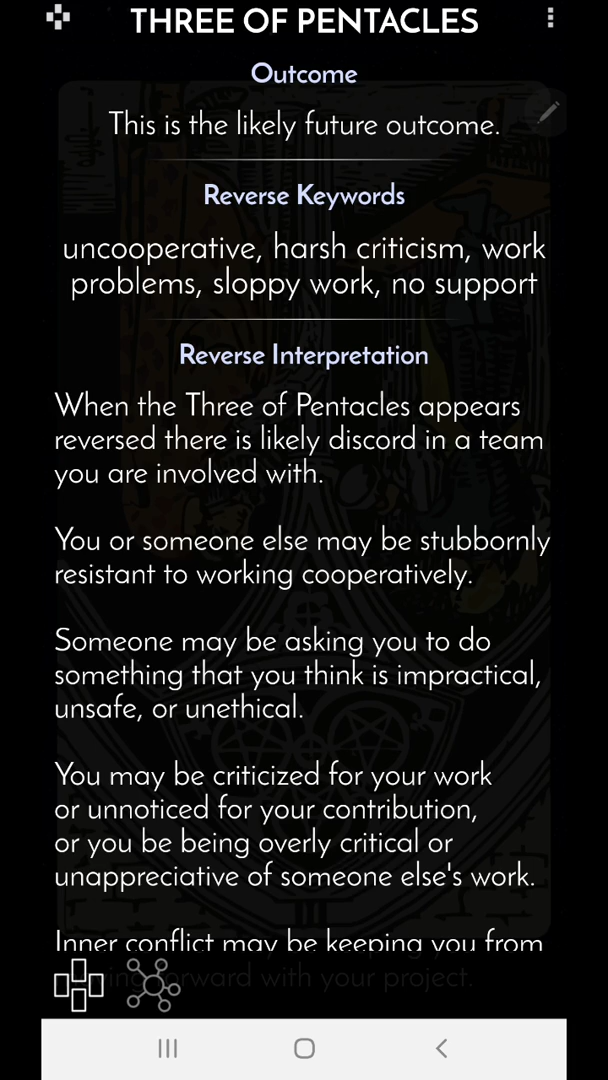 THREE OF PENTACLES
Outcome
This is the likely future outcome.
Reverse Keywords
uncooperative, harsh criticism, work
problems, sloppy work, no support
Reverse Interpretation
When the Three of Pentacles appears
reversed there is likely discord in a team
you are involved with.
You or someone else may be stubbornly
resistant to working cooperatively.
Someone may be asking you to do
something that you think is impractical,
unsafe, or unethical.
You may be criticized for your work
or unnoticed for your contribution,
or you be being overly critical or
unappreciative of someone else's work.
Inner conflict may be keeping you from
forward with your project.